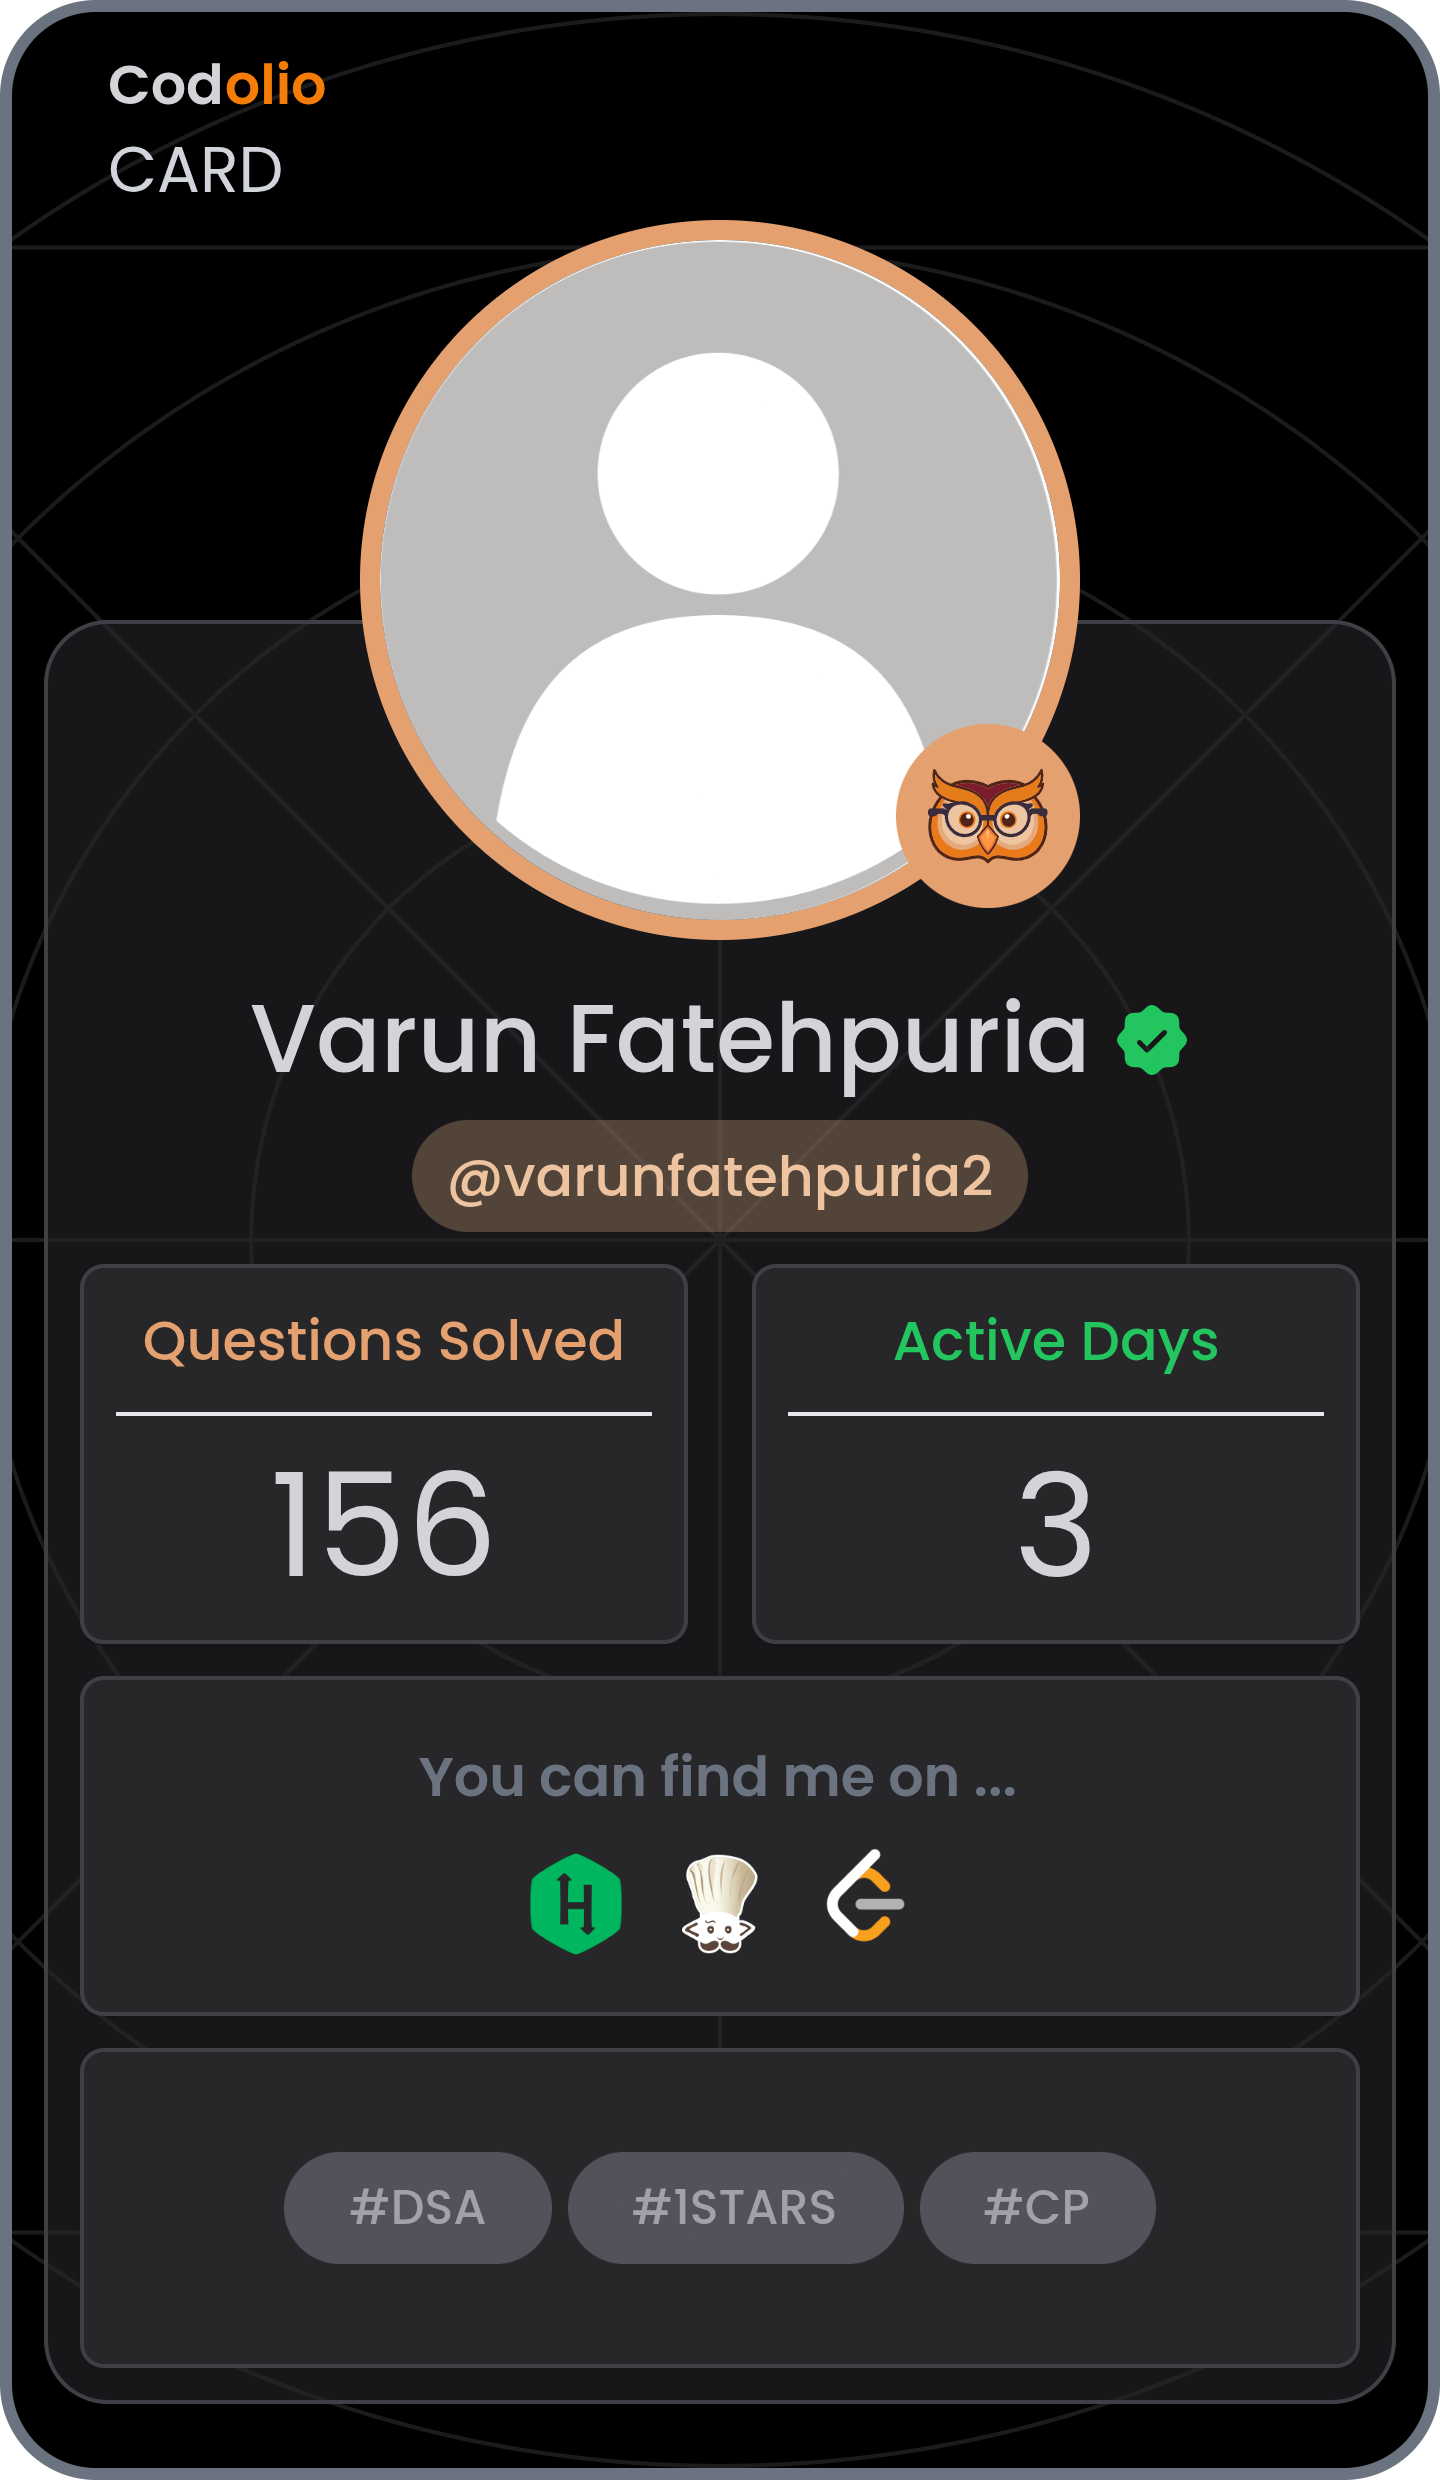 Codolio
CARD
Varun Fatehpuria
@varunfatehpuria2
Questions Solved
Active Days
156
3
You can find me on ...
#DSA #1STARS #CP